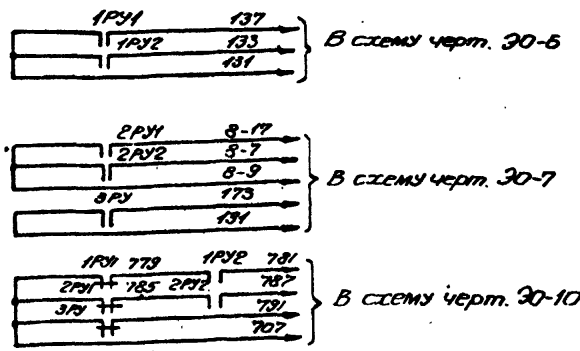 1РУ1 137
1РУ2 133
131
В схему черт. ЭО-6
2РУ1 8-17
2РУ2 8-7
8-9
3РУ 173
131
В схему черт. ЭО-7
1РУ1 779 1РУ2 781
2РУ1 785 2РУ2 787
3РУ 791
707
В схему черт. ЭО-10